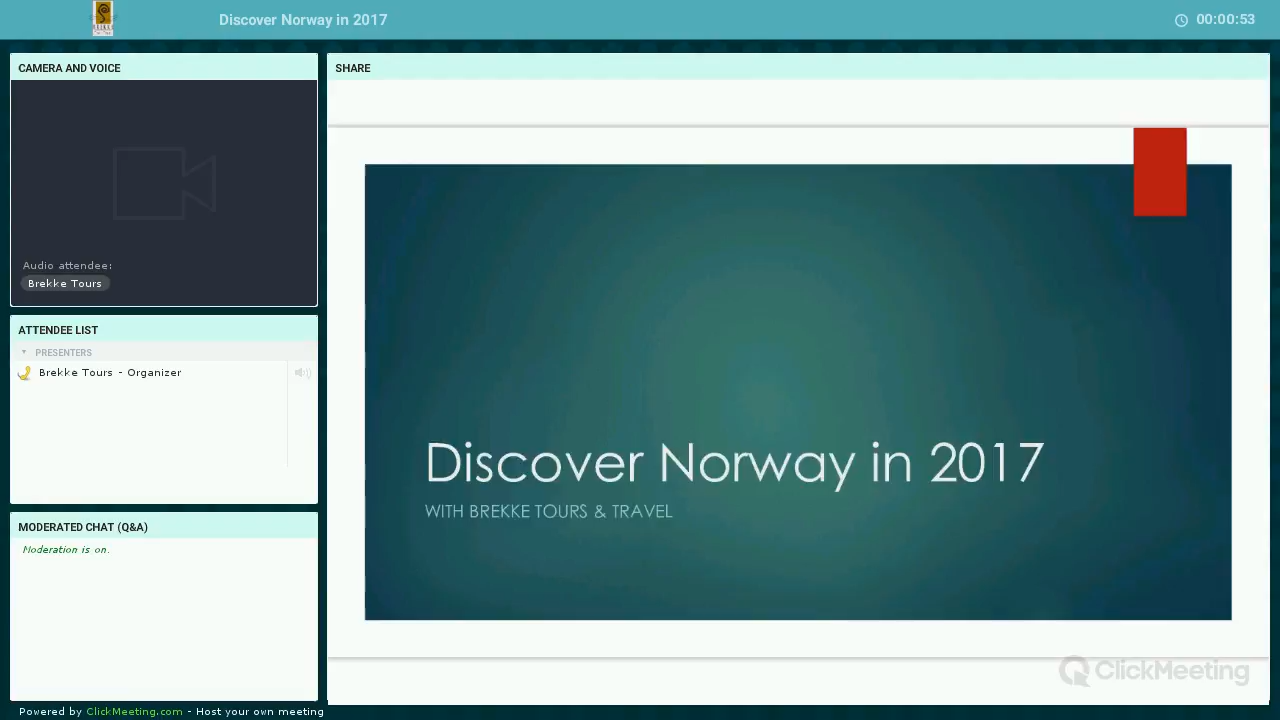 Discover Norway in 2017
00:00:53
CAMERA AND VOICE
Audio attendee:
Brekke Tours
ATTENDEE LIST
PRESENTERS
Brekke Tours - Organizer
MODERATED CHAT (Q&A)
Moderation is on.
SHARE
Discover Norway in 2017
WITH BREKKE TOURS & TRAVEL
ClickMeeting
Powered by ClickMeeting.com - Host your own meeting